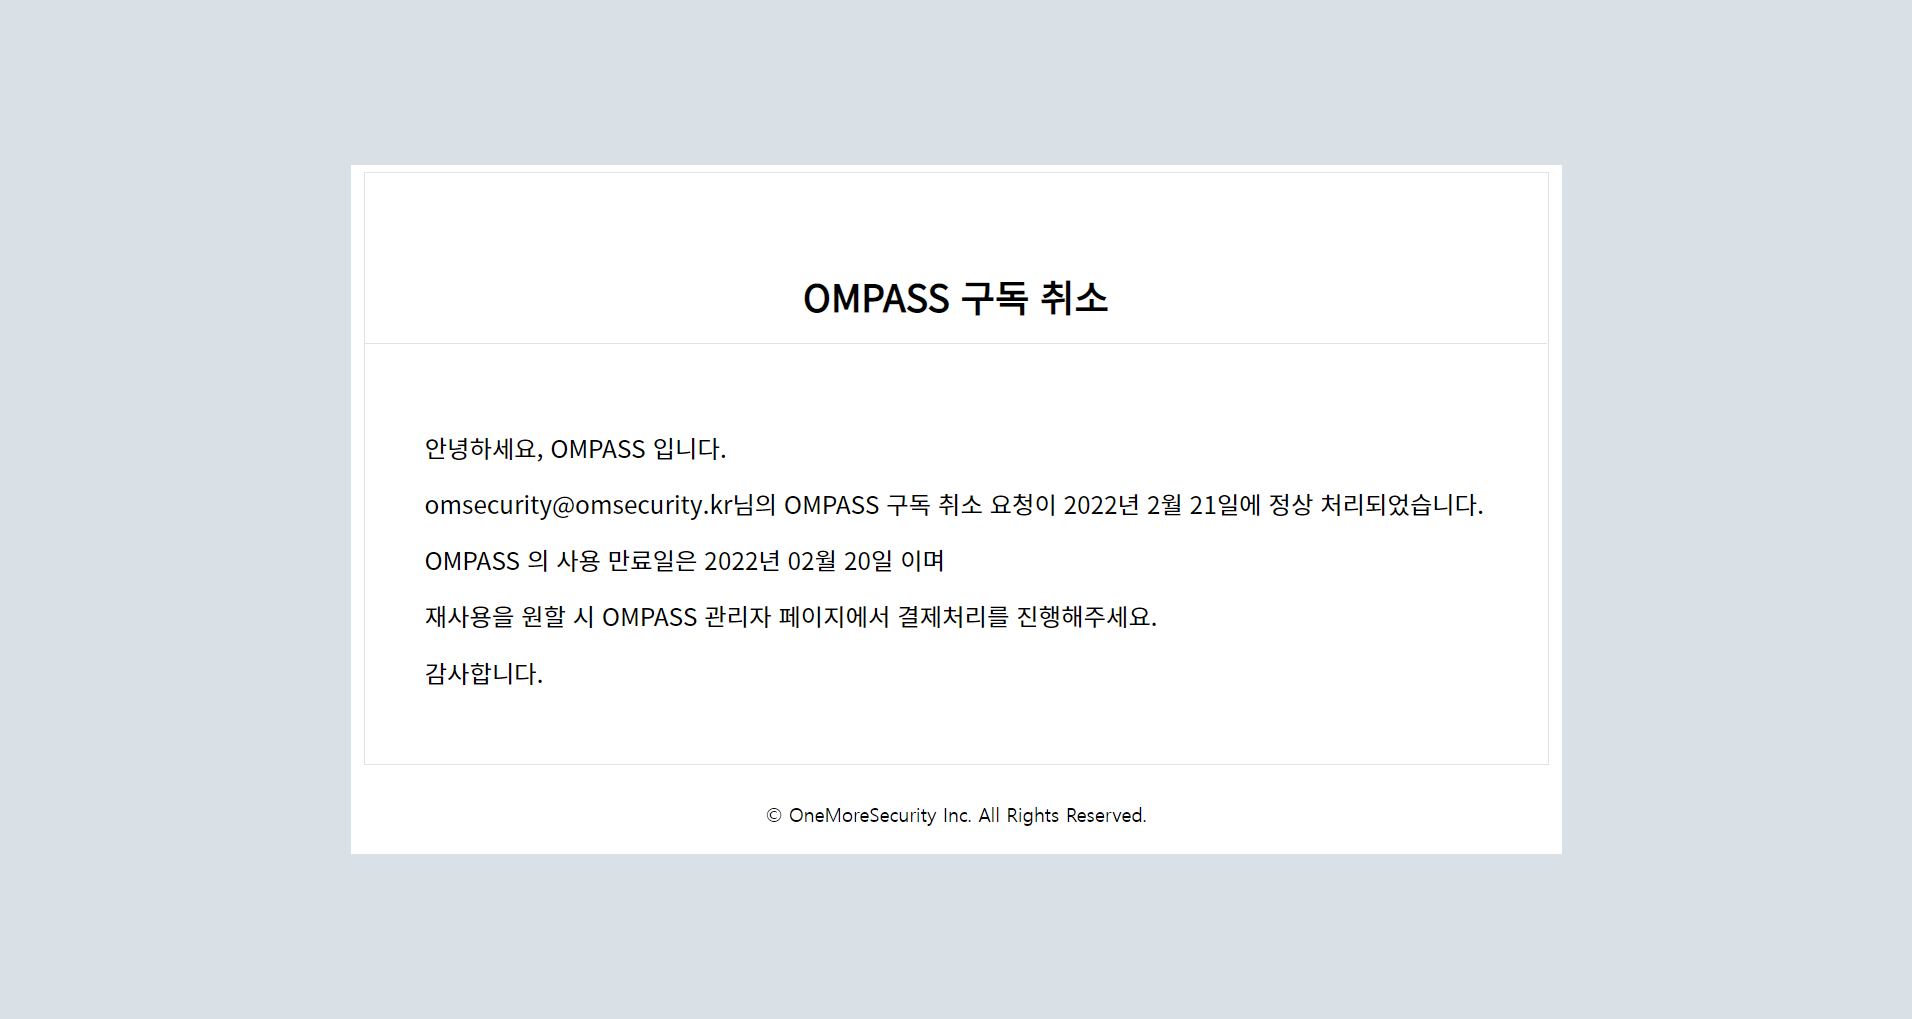 OMPASS 구독 취소
안녕하세요, OMPASS 입니다.
omsecurity@omsecurity.kr님의 OMPASS 구독 취소 요청이 2022년 2월 21일에 정상 처리되었습니다.
OMPASS 의 사용 만료일은 2022년 02월 20일 이며
재사용을 원할 시 OMPASS 관리자 페이지에서 결제처리를 진행해주세요.
감사합니다.
© OneMoreSecurity Inc. All Rights Reserved.